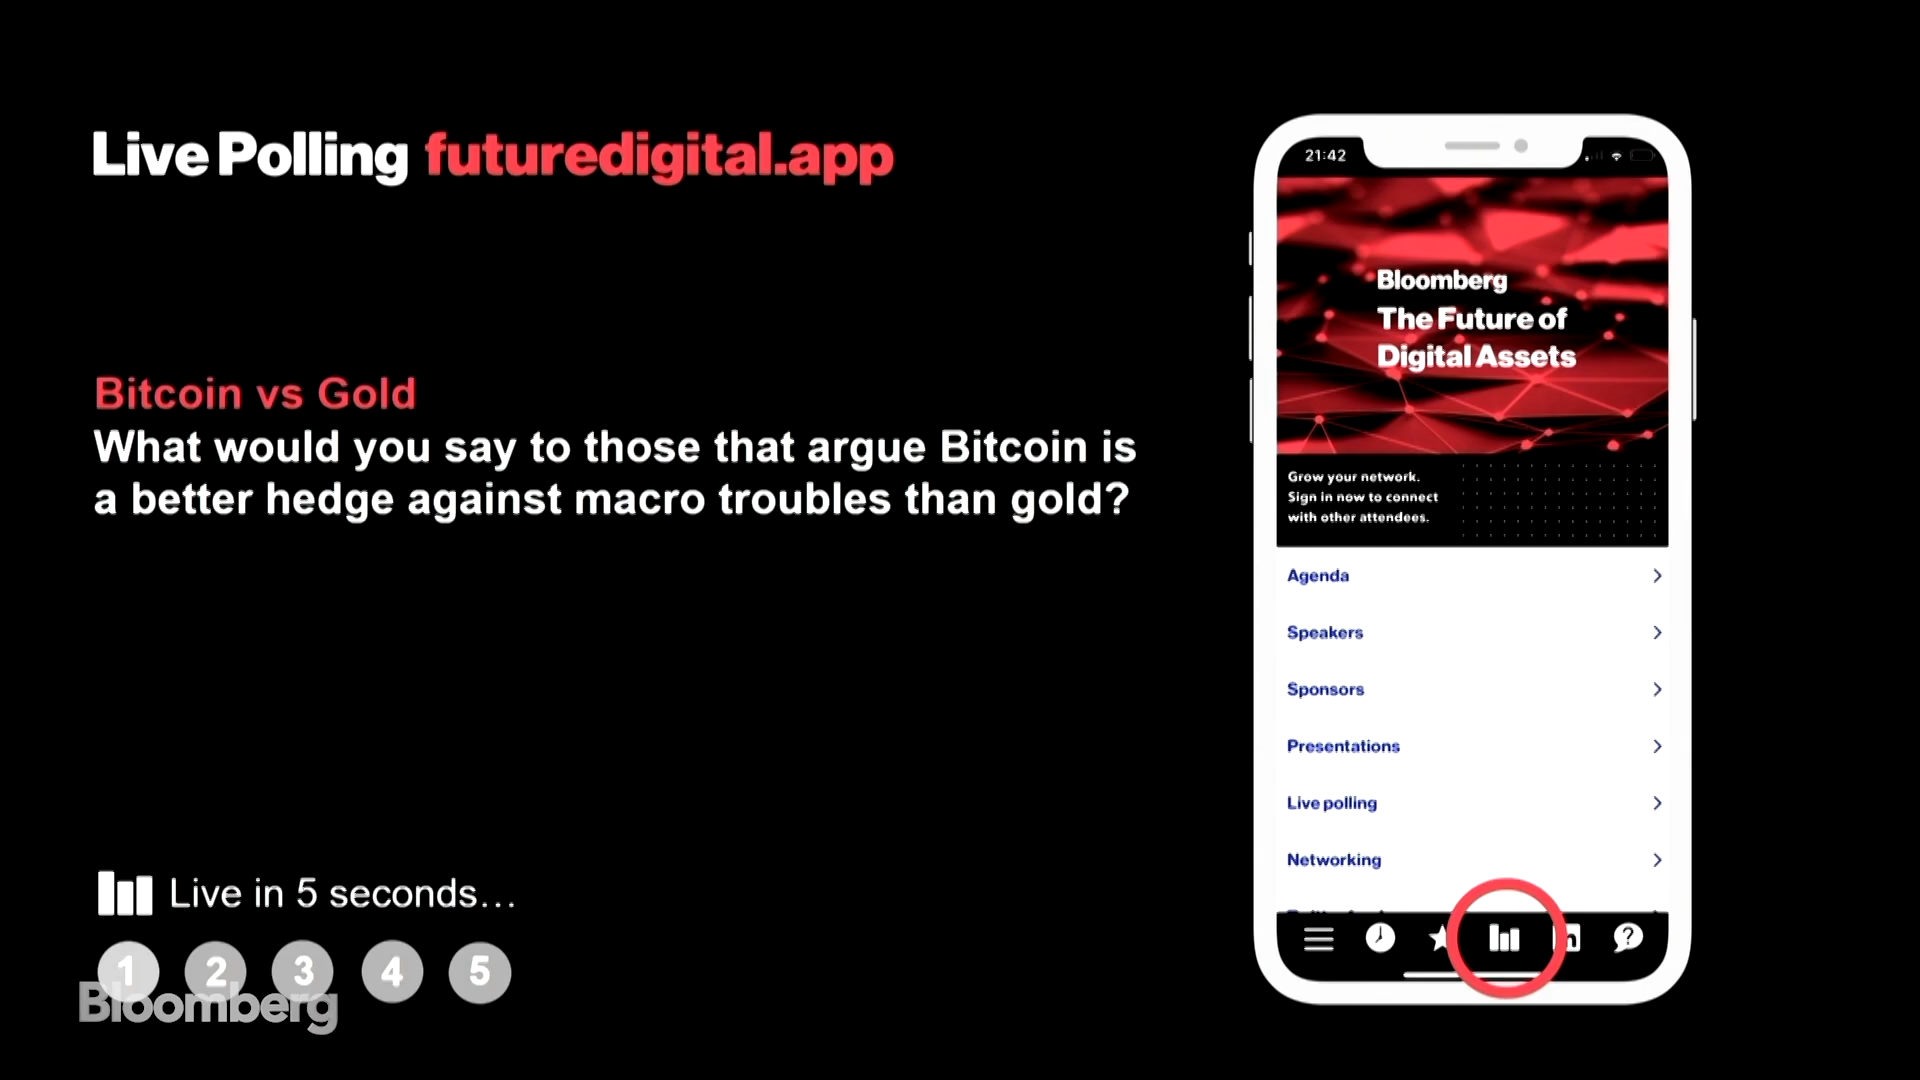 Live Polling futuredigital.app
Bitcoin vs Gold
What would you say to those that argue Bitcoin is
a better hedge against macro troubles than gold?
Live in 5 seconds...
1 2 3 4 5
Bloomberg
21:42
Bloomberg
The Future of
Digital Assets
Grow your network.
Sign in now to connect
with other attendees.
Agenda
Speakers
Sponsors
Presentations
Live polling
Networking